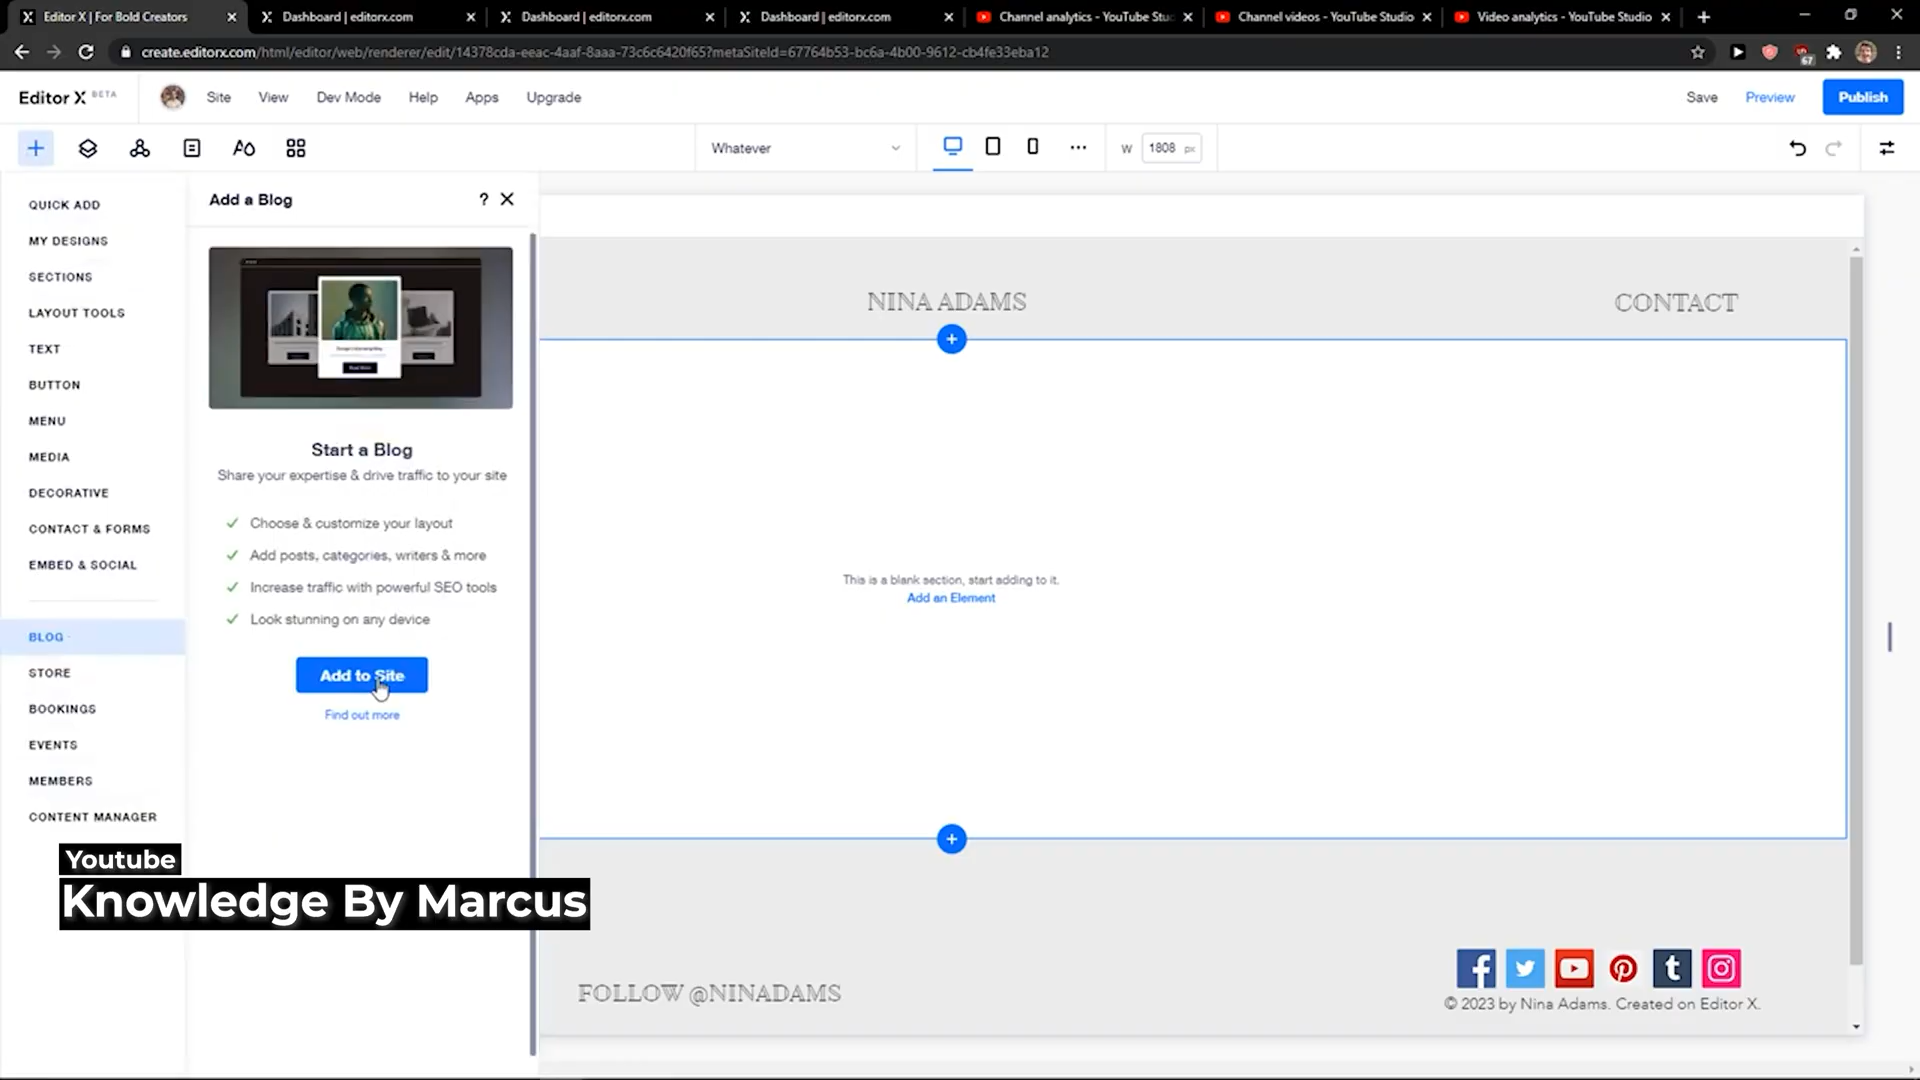 Editor X | For Bold Creators
Dashboard | editorx.com
Dashboard | editorx.com
Dashboard | editorx.com
Channel analytics - YouTube Stu
Channel videos - YouTube Studio
Video analytics - YouTube Studio
create.editorx.com/html/editor/web/renderer/edit/14378cda-eeac-4aaf-8aaa-73c6c6420f65?metaSiteId=67764b53-bc6a-4b00-9612-cb4fe33eba12
67
Editor X BETA
Site
View
Dev Mode
Help
Apps
Upgrade
Save
Preview
Publish
Whatever
W 1808 px
QUICK ADD
MY DESIGNS
SECTIONS
LAYOUT TOOLS
TEXT
BUTTON
MENU
MEDIA
DECORATIVE
CONTACT & FORMS
EMBED & SOCIAL
BLOG
STORE
BOOKINGS
EVENTS
MEMBERS
CONTENT MANAGER
Add a Blog
?
Start a Blog
Share your expertise & drive traffic to your site
Choose & customize your layout
Add posts, categories, writers & more
Increase traffic with powerful SEO tools
Look stunning on any device
Add to Site
Find out more
NINA ADAMS
CONTACT
This is a blank section, start adding to it.
Add an Element
Youtube
Knowledge By Marcus
FOLLOW @NINADAMS
© 2023 by Nina Adams. Created on Editor X.